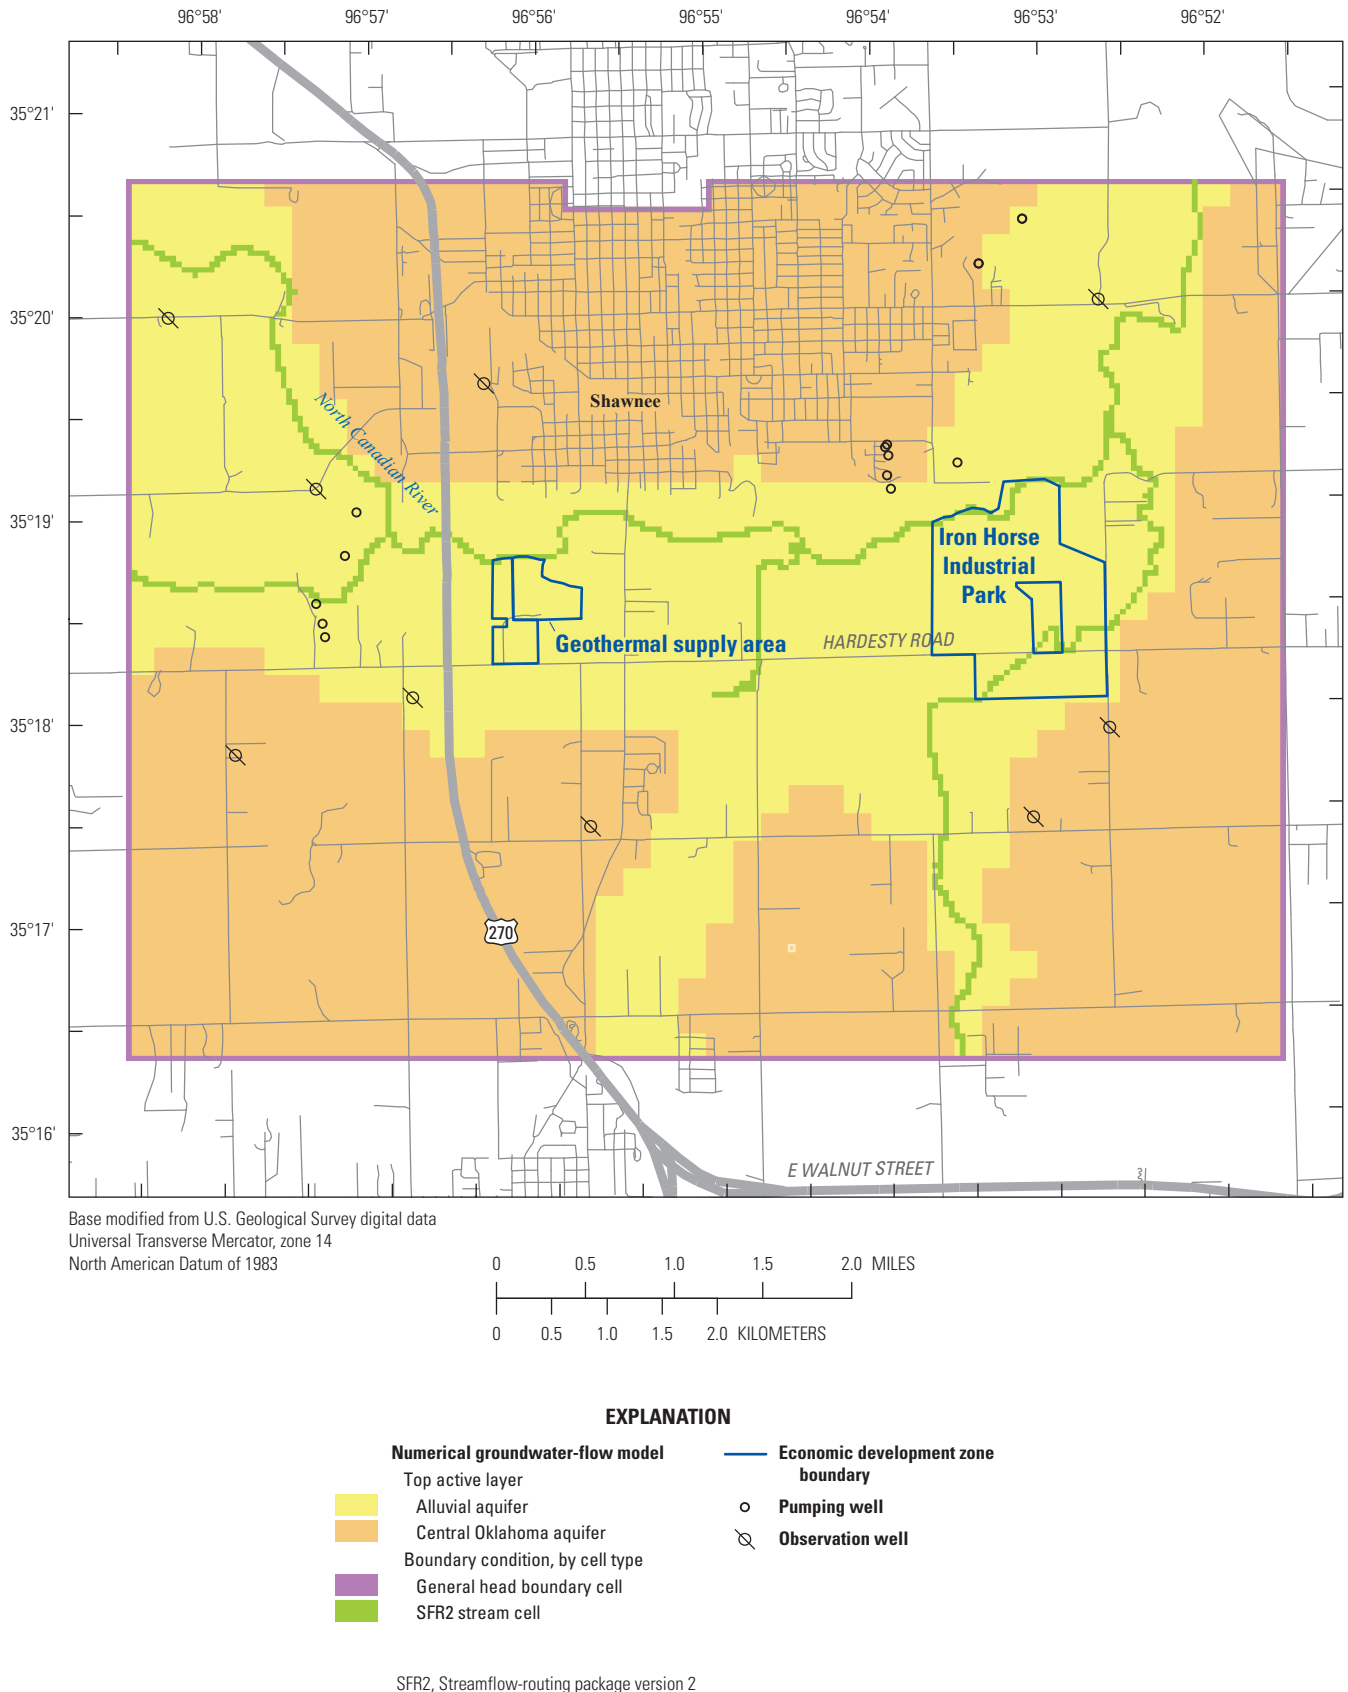 96°58'
96°57'
96°56'
96°55'
96°54'
96°53'
96°52'
35°21'
35°20'
35°19'
35°18'
35°17'
35°16'
North Canadian River
Shawnee
Iron Horse
Industrial
Park
Geothermal supply area
HARDESTY ROAD
270
E WALNUT STREET
Base modified from U.S. Geological Survey digital data
Universal Transverse Mercator, zone 14
North American Datum of 1983
0 0.5 1.0 1.5 2.0 MILES
0 0.5 1.0 1.5 2.0 KILOMETERS
EXPLANATION
Numerical groundwater-flow model
Top active layer
Alluvial aquifer
Central Oklahoma aquifer
Boundary condition, by cell type
General head boundary cell
SFR2 stream cell
Economic development zone
boundary
Pumping well
Observation well
SFR2, Streamflow-routing package version 2